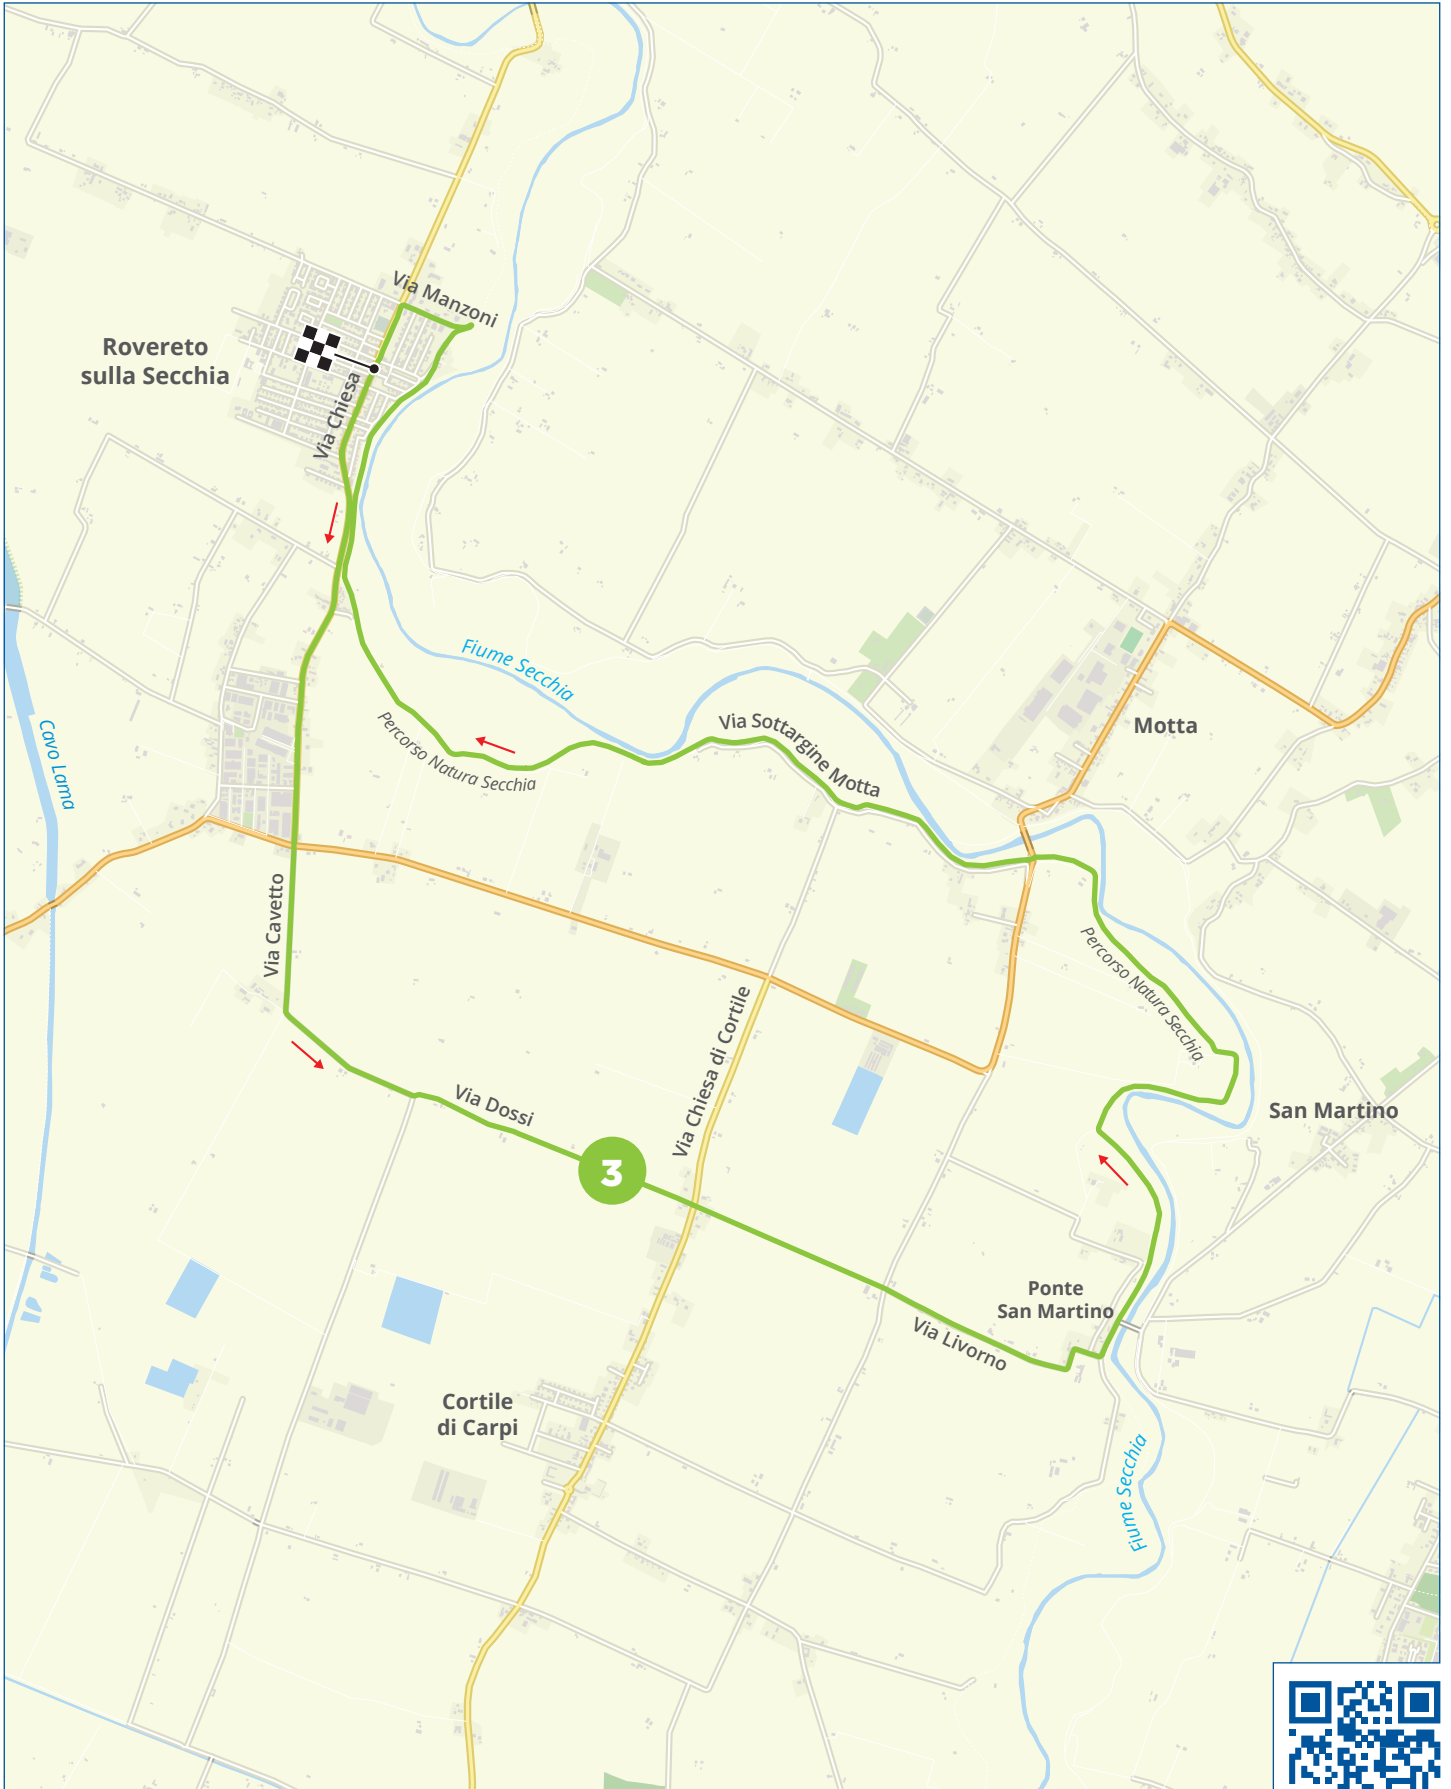 Via Manzoni
Rovereto
sulla Secchia
Via Chiesa
Fiume Secchia
Percorso Natura Secchia
Via Sottargine Motta
Motta
Cavo Lama
Via Cavetto
Percorso Natura Secchia
Via Chiesa di Cortile
Via Dossi
San Martino
3
Ponte
San Martino
Via Livorno
Cortile
di Carpi
Fiume Secchia